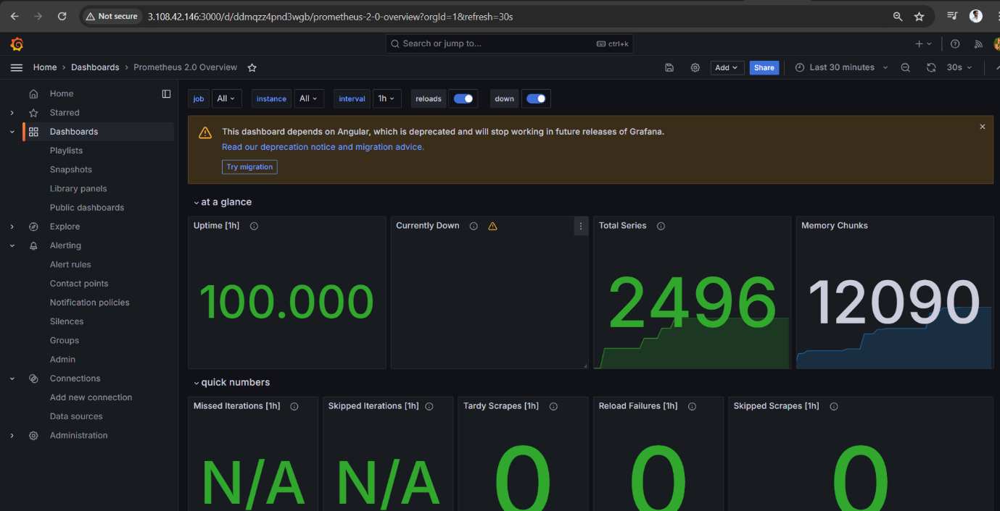 Not secure 3.108.42.146:3000/d/ddmqzz4pnd3wgb/prometheus-2-0-overview?orgId=1&refresh=30s
Search or jump to... ctrl+k
Home › Dashboards › Prometheus 2.0 Overview Add Share Last 30 minutes 30s
Home
Starred
Dashboards
Playlists
Snapshots
Library panels
Public dashboards
Explore
Alerting
Alert rules
Contact points
Notification policies
Silences
Groups
Admin
Connections
Add new connection
Data sources
Administration
job All instance All interval 1h reloads down
This dashboard depends on Angular, which is deprecated and will stop working in future releases of Grafana.
Read our deprecation notice and migration advice.
Try migration
at a glance
Uptime [1h] Currently Down Total Series Memory Chunks
100.000 2496 12090
quick numbers
Missed Iterations [1h] Skipped Iterations [1h] Tardy Scrapes [1h] Reload Failures [1h] Skipped Scrapes [1h]
N/A N/A 0 0 0